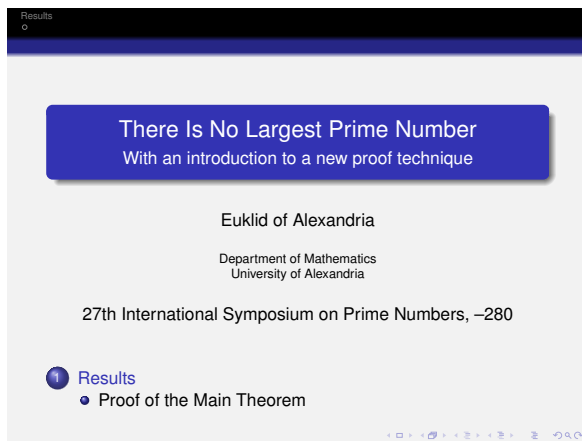 Results
There Is No Largest Prime Number
With an introduction to a new proof technique
Euklid of Alexandria
Department of Mathematics
University of Alexandria
27th International Symposium on Prime Numbers, –280
1 Results
Proof of the Main Theorem